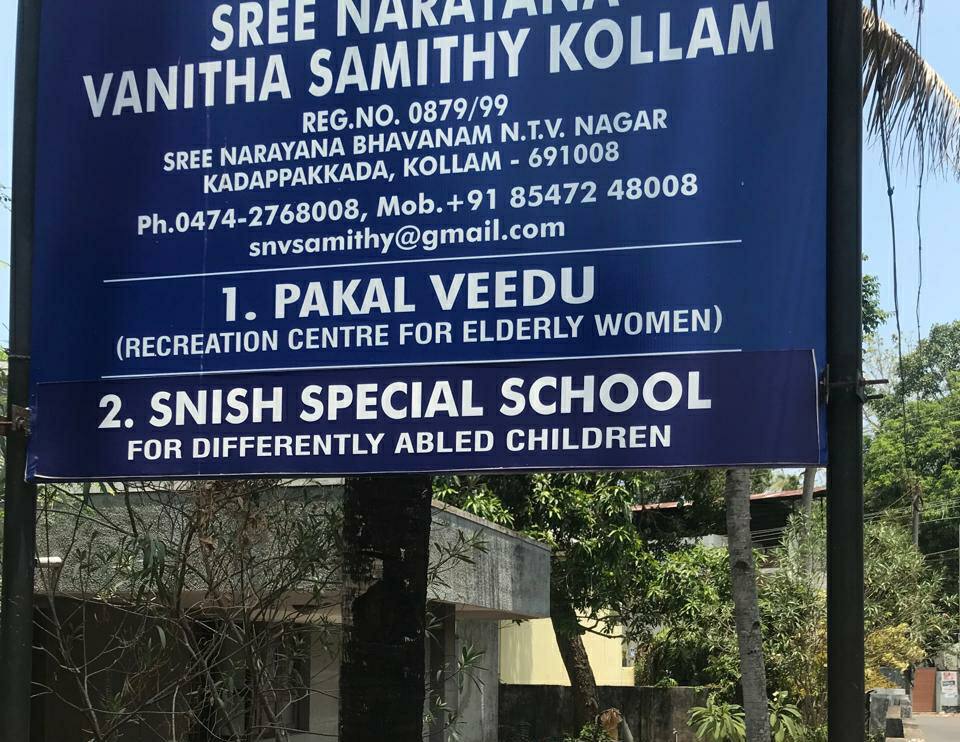 SREE NARAYANA
VANITHA SAMITHY KOLLAM
REG.NO. 0879/99
SREE NARAYANA BHAVANAM N.T.V. NAGAR
KADAPPAKKADA, KOLLAM - 691008
Ph.0474-2768008, Mob.+91 85472 48008
snvsamithy@gmail.com
1. PAKAL VEEDU
(RECREATION CENTRE FOR ELDERLY WOMEN)
2. SNISH SPECIAL SCHOOL
FOR DIFFERENTLY ABLED CHILDREN